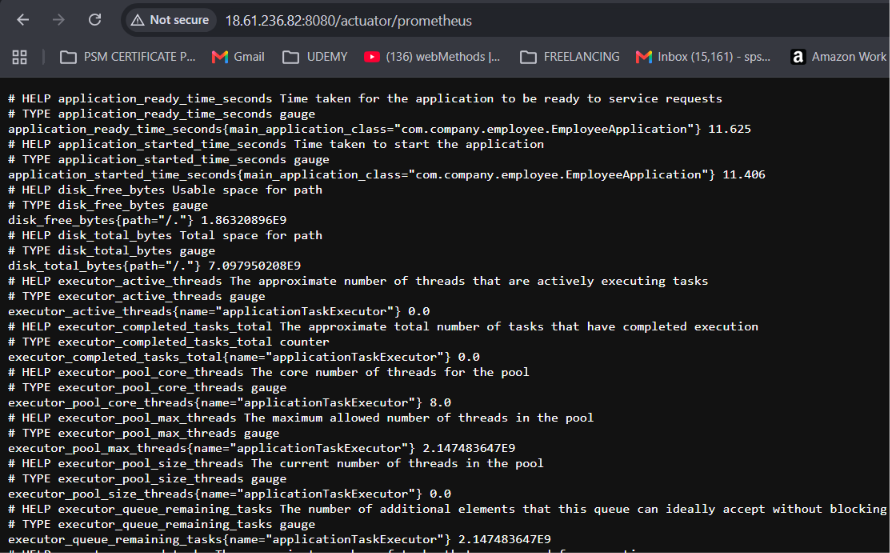 Not secure 18.61.236.82:8080/actuator/prometheus
PSM CERTIFICATE P... Gmail UDEMY (136) webMethods |... FREELANCING Inbox (15,161) - sps... Amazon Work
# HELP application_ready_time_seconds Time taken for the application to be ready to service requests
# TYPE application_ready_time_seconds gauge
application_ready_time_seconds{main_application_class="com.company.employee.EmployeeApplication"} 11.625
# HELP application_started_time_seconds Time taken to start the application
# TYPE application_started_time_seconds gauge
application_started_time_seconds{main_application_class="com.company.employee.EmployeeApplication"} 11.406
# HELP disk_free_bytes Usable space for path
# TYPE disk_free_bytes gauge
disk_free_bytes{path="/."} 1.86320896E9
# HELP disk_total_bytes Total space for path
# TYPE disk_total_bytes gauge
disk_total_bytes{path="/."} 7.097950208E9
# HELP executor_active_threads The approximate number of threads that are actively executing tasks
# TYPE executor_active_threads gauge
executor_active_threads{name="applicationTaskExecutor"} 0.0
# HELP executor_completed_tasks_total The approximate total number of tasks that have completed execution
# TYPE executor_completed_tasks_total counter
executor_completed_tasks_total{name="applicationTaskExecutor"} 0.0
# HELP executor_pool_core_threads The core number of threads for the pool
# TYPE executor_pool_core_threads gauge
executor_pool_core_threads{name="applicationTaskExecutor"} 8.0
# HELP executor_pool_max_threads The maximum allowed number of threads in the pool
# TYPE executor_pool_max_threads gauge
executor_pool_max_threads{name="applicationTaskExecutor"} 2.147483647E9
# HELP executor_pool_size_threads The current number of threads in the pool
# TYPE executor_pool_size_threads gauge
executor_pool_size_threads{name="applicationTaskExecutor"} 0.0
# HELP executor_queue_remaining_tasks The number of additional elements that this queue can ideally accept without blocking
# TYPE executor_queue_remaining_tasks gauge
executor_queue_remaining_tasks{name="applicationTaskExecutor"} 2.147483647E9